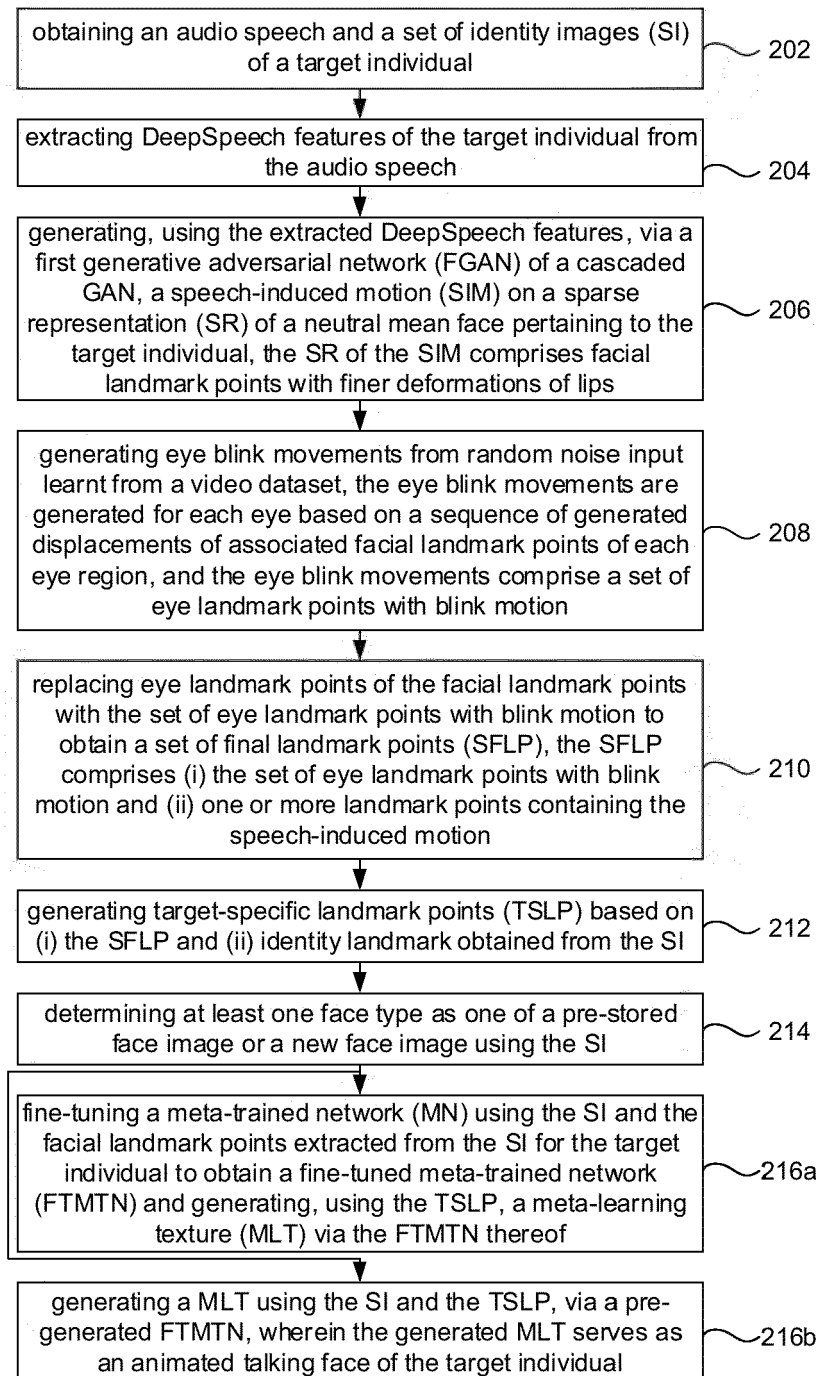 obtaining an audio speech and a set of identity images (SI)
of a target individual
202
extracting DeepSpeech features of the target individual from
the audio speech
204
generating, using the extracted DeepSpeech features, via a
first generative adversarial network (FGAN) of a cascaded
GAN, a speech-induced motion (SIM) on a sparse
representation (SR) of a neutral mean face pertaining to the
target individual, the SR of the SIM comprises facial
landmark points with finer deformations of lips
206
generating eye blink movements from random noise input
learnt from a video dataset, the eye blink movements are
generated for each eye based on a sequence of generated
displacements of associated facial landmark points of each
eye region, and the eye blink movements comprise a set of
eye landmark points with blink motion
208
replacing eye landmark points of the facial landmark points
with the set of eye landmark points with blink motion to
obtain a set of final landmark points (SFLP), the SFLP
comprises (i) the set of eye landmark points with blink
motion and (ii) one or more landmark points containing the
speech-induced motion
210
generating target-specific landmark points (TSLP) based on
(i) the SFLP and (ii) identity landmark obtained from the SI
212
determining at least one face type as one of a pre-stored
face image or a new face image using the SI
214
fine-tuning a meta-trained network (MN) using the SI and the
facial landmark points extracted from the SI for the target
individual to obtain a fine-tuned meta-trained network
(FTMTN) and generating, using the TSLP, a meta-learning
texture (MLT) via the FTMTN thereof
216a
generating a MLT using the SI and the TSLP, via a pre-
generated FTMTN, wherein the generated MLT serves as
an animated talking face of the target individual
216b